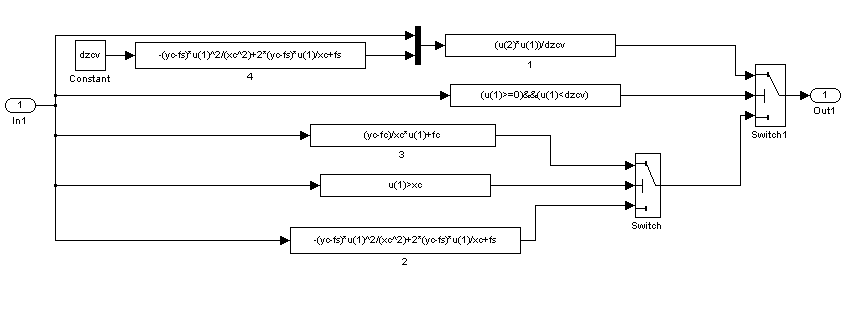 dzcv
Constant
-(yc-fs)*u(1)^2/(xc^2)+2*(yc-fs)*u(1)/xc+fs
4
(u(2)*u(1))/dzcv
1
1
In1
(u(1)>=0)&&(u(1)<dzcv)
Switch1
1
Out1
(yc-fc)/xc*u(1)+fc
3
u(1)>xc
Switch
-(yc-fs)*u(1)^2/(xc^2)+2*(yc-fs)*u(1)/xc+fs
2